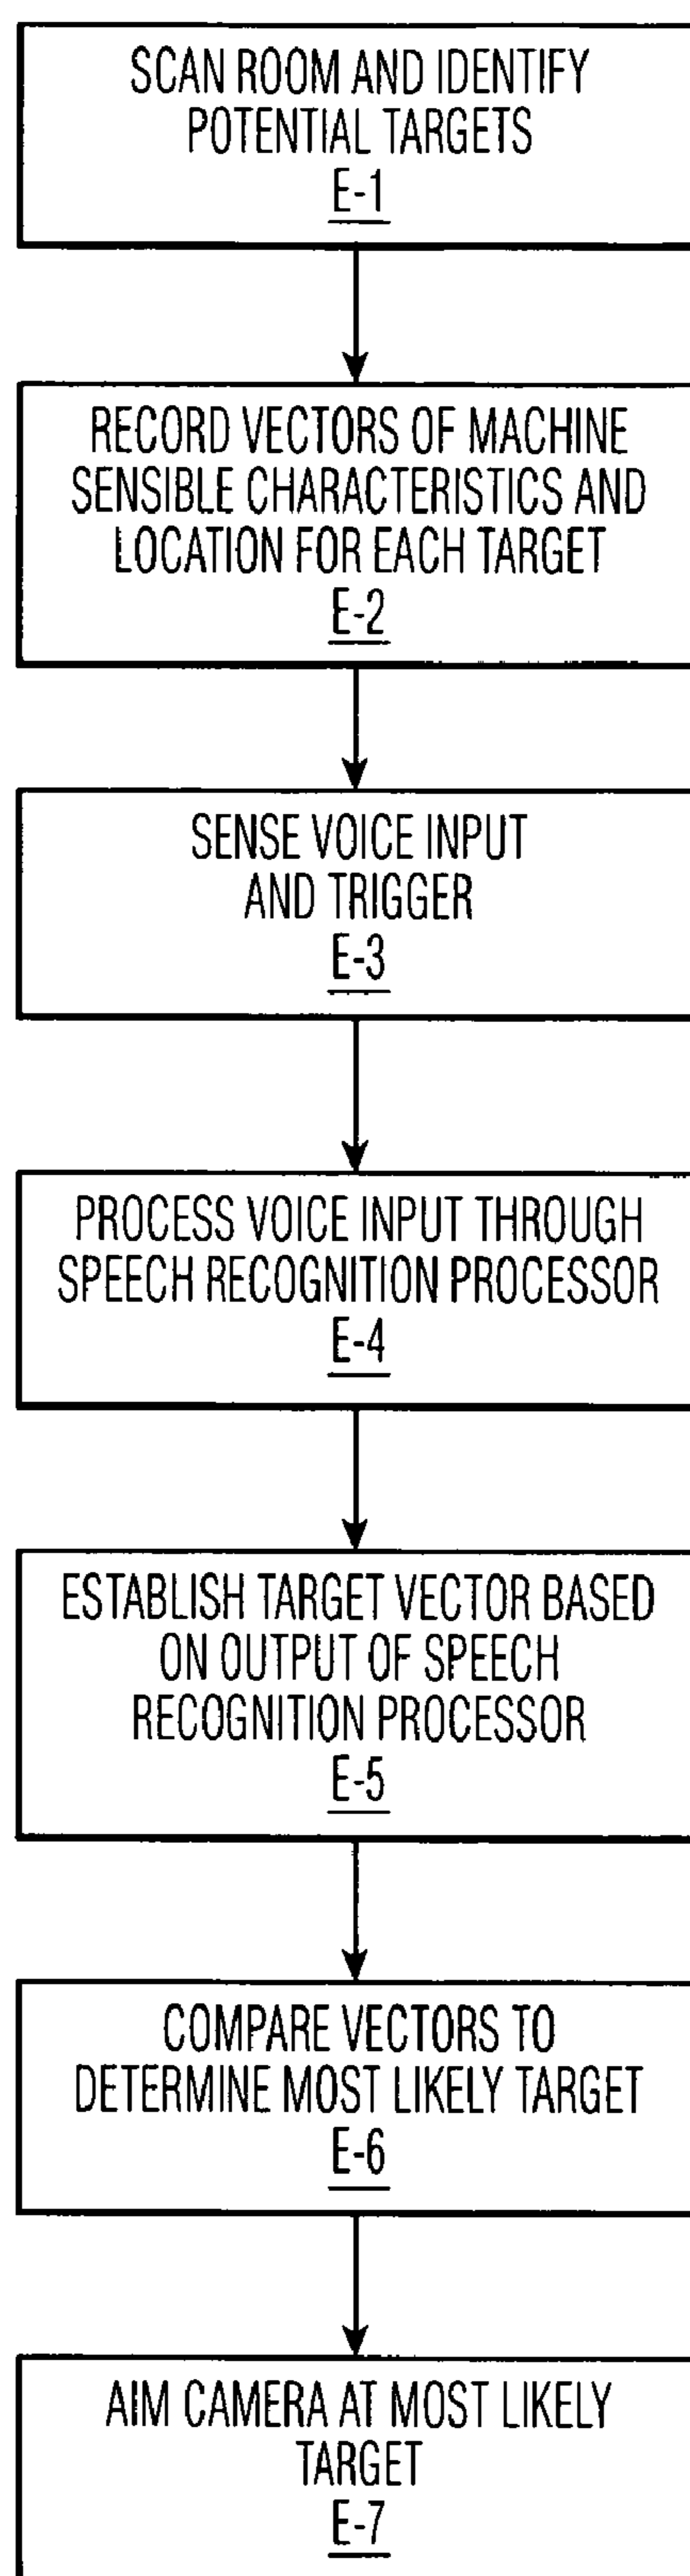 SCAN ROOM AND IDENTIFY
POTENTIAL TARGETS
E-1
RECORD VECTORS OF MACHINE
SENSIBLE CHARACTERISTICS AND
LOCATION FOR EACH TARGET
E-2
SENSE VOICE INPUT
AND TRIGGER
E-3
PROCESS VOICE INPUT THROUGH
SPEECH RECOGNITION PROCESSOR
E-4
ESTABLISH TARGET VECTOR BASED
ON OUTPUT OF SPEECH
RECOGNITION PROCESSOR
E-5
COMPARE VECTORS TO
DETERMINE MOST LIKELY TARGET
E-6
AIM CAMERA AT MOST LIKELY
TARGET
E-7